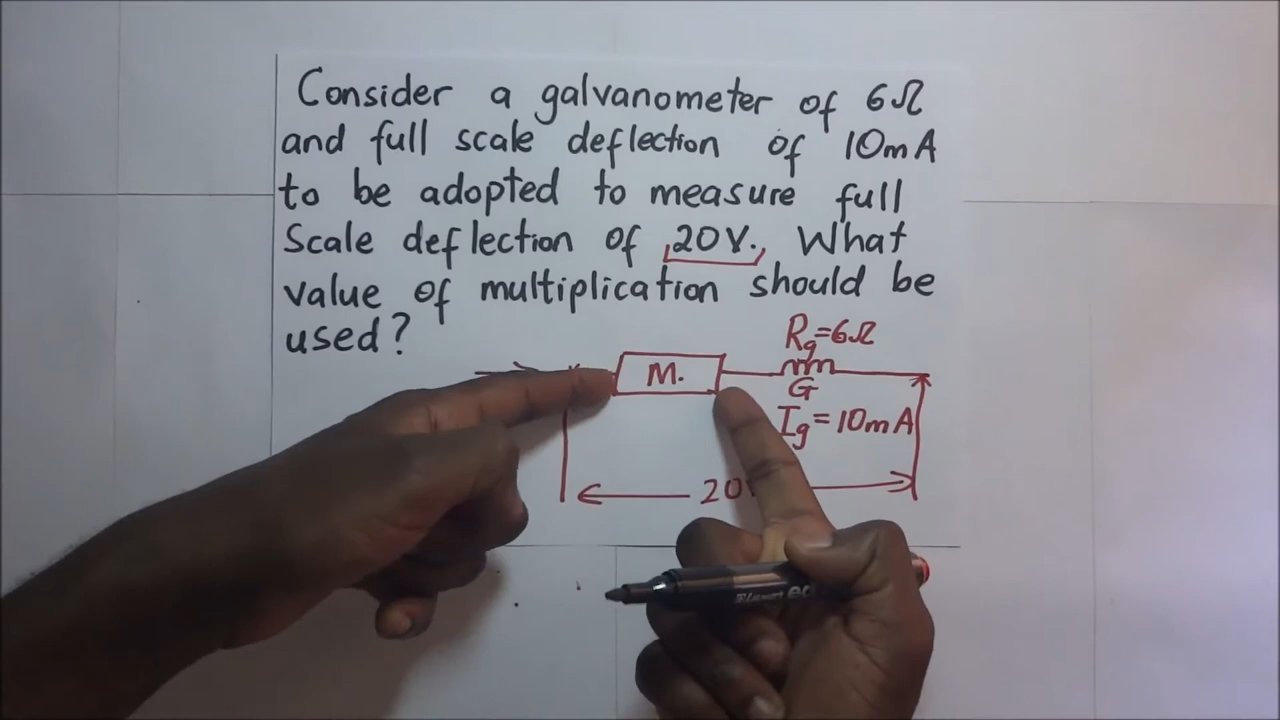 Consider a galvanometer of 6Ω
and full scale deflection of 10mA
to be adopted to measure full
Scale deflection of 20V. What
value of multiplication should be
used?
Rg=6Ω
M.
G
Ig=10mA
20